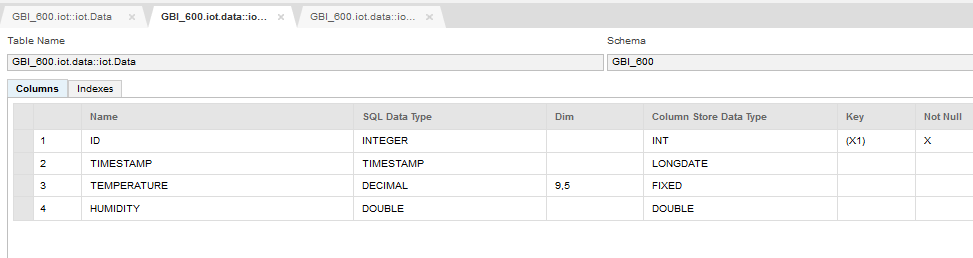 GBI_600.iot::iot.Data × GBI_600.iot.data::io... × GBI_600.iot.data::io... ×
Table Name Schema
GBI_600.iot.data::iot.Data GBI_600
Columns Indexes
Name SQL Data Type Dim Column Store Data Type Key Not Null
1 ID INTEGER INT (X1) X
2 TIMESTAMP TIMESTAMP LONGDATE
3 TEMPERATURE DECIMAL 9,5 FIXED
4 HUMIDITY DOUBLE DOUBLE